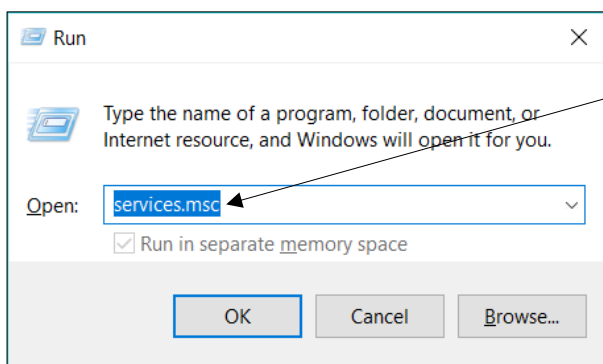 Run
Type the name of a program, folder, document, or
Internet resource, and Windows will open it for you.
Open: services.msc
Run in separate memory space
OK Cancel Browse...